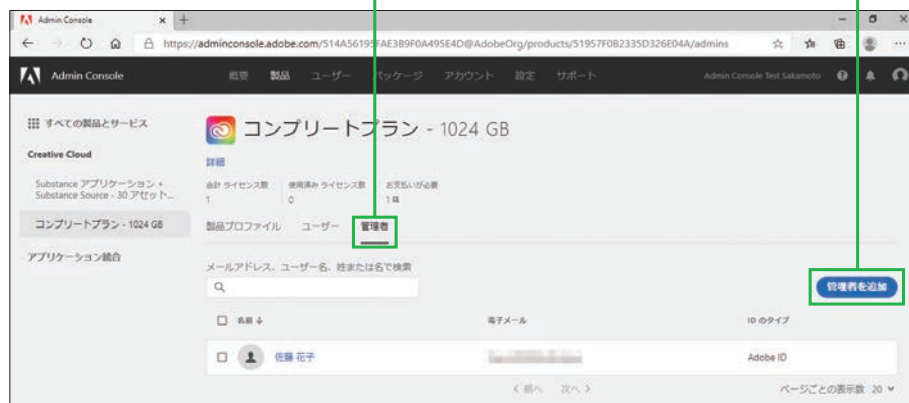 Admin Console
https://adminconsole.adobe.com/514A56195FAE3B9F0A495E4D@AdobeOrg/products/51957F0B2335D326E04A/admins
Admin Console 概要 製品 ユーザー パッケージ アカウント 設定 サポート Admin Console Test Sakamoto
すべての製品とサービス
Creative Cloud
Substance アプリケーション +
Substance Source - 30 アセット...
コンプリートプラン - 1024 GB
アプリケーション統合
コンプリートプラン - 1024 GB
詳細
合計 ライセンス数 使用済み ライセンス数 お支払いが必要
1 0 1
製品プロファイル ユーザー 管理者
メールアドレス、ユーザー名、姓または名で検索
管理者を追加
名前 ↓ 電子メール ID のタイプ
佐藤 花子 Adobe ID
< 前へ 次へ > ページごとの表示数 20